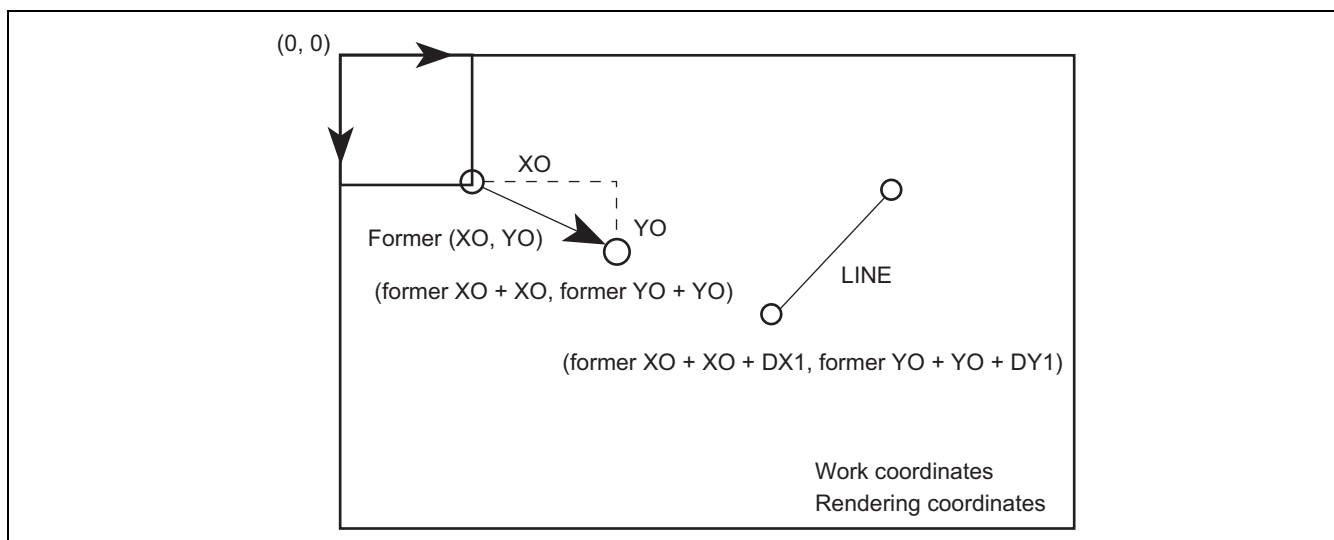 (0, 0)
XO
YO
Former (XO, YO)
(former XO + XO, former YO + YO)
LINE
(former XO + XO + DX1, former YO + YO + DY1)
Work coordinates
Rendering coordinates